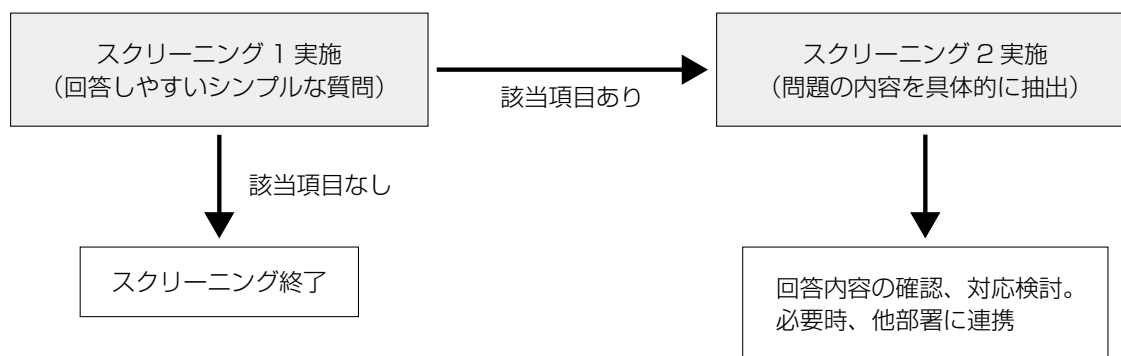 スクリーニング1実施
（回答しやすいシンプルな質問）
該当項目あり
スクリーニング2実施
（問題の内容を具体的に抽出）
該当項目なし
スクリーニング終了
回答内容の確認、対応検討。
必要時、他部署に連携